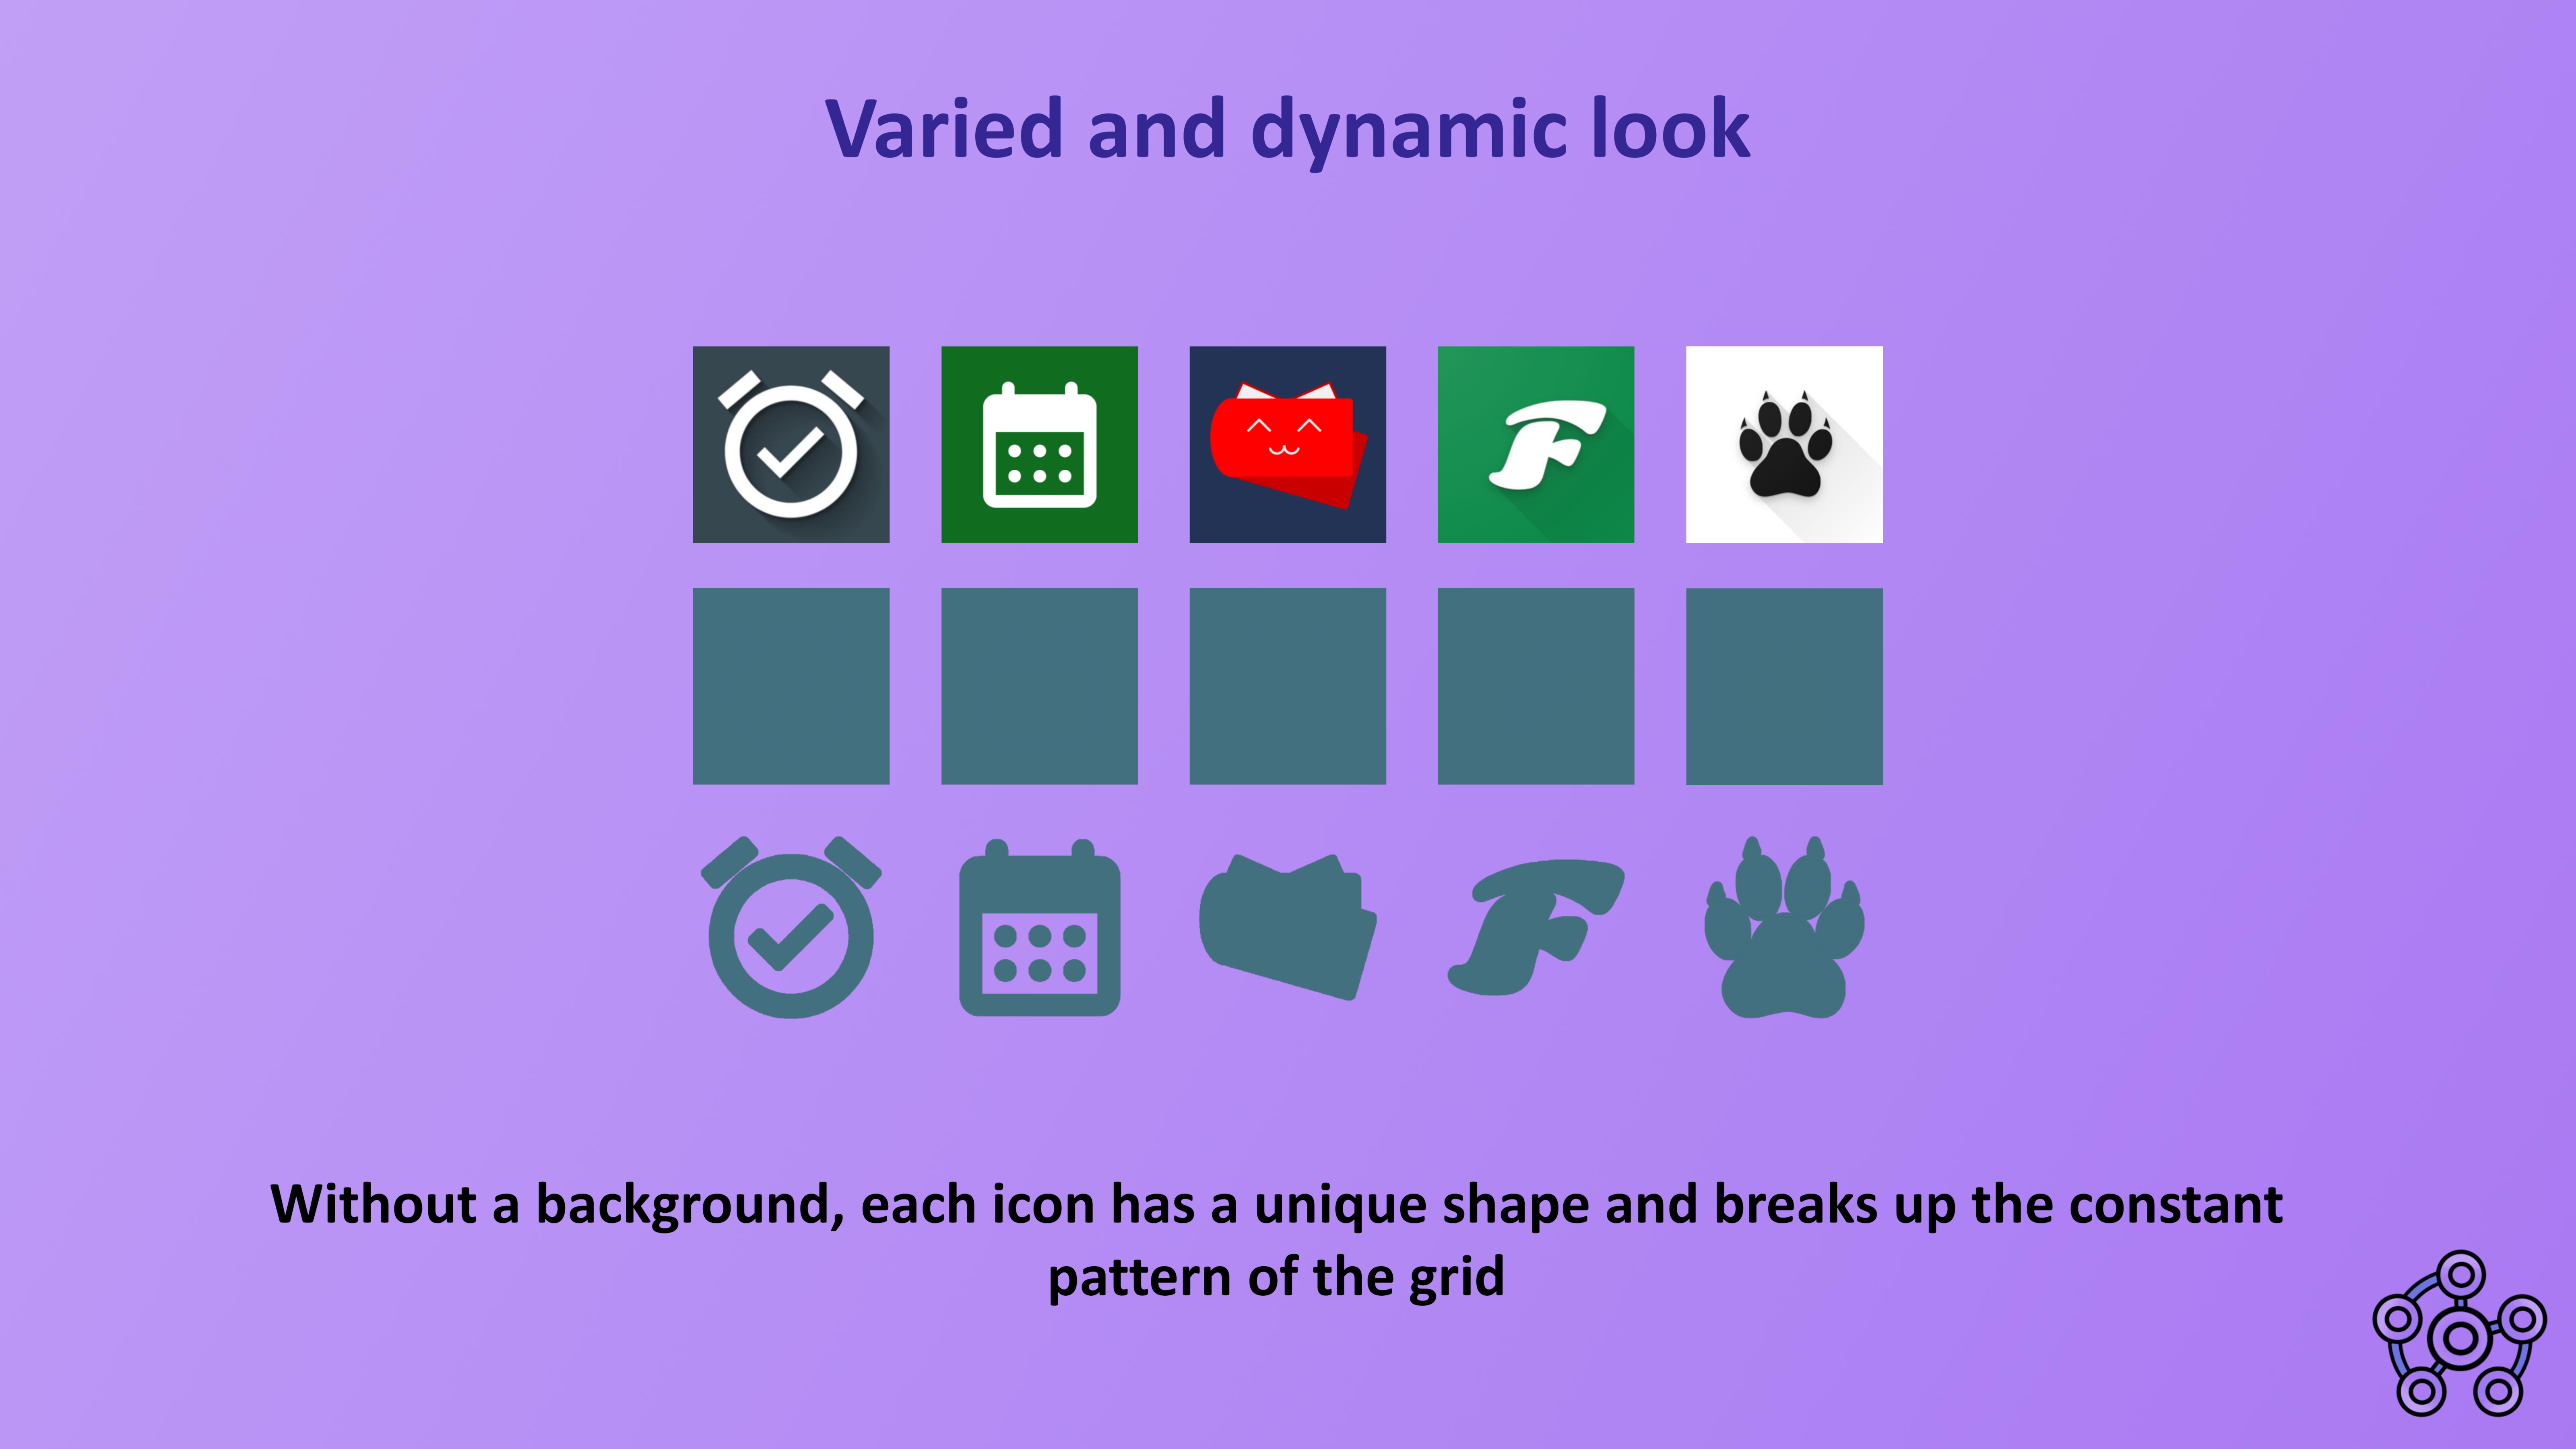 Varied and dynamic look
F
Without a background, each icon has a unique shape and breaks up the constant
pattern of the grid